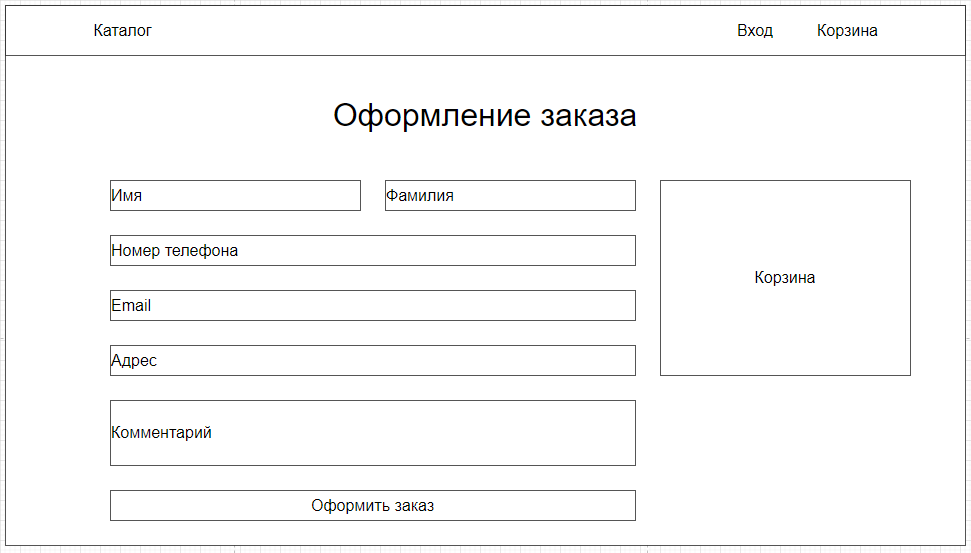 Каталог
Вход
Корзина
Оформление заказа
Имя
Фамилия
Номер телефона
Email
Адрес
Комментарий
Оформить заказ
Корзина